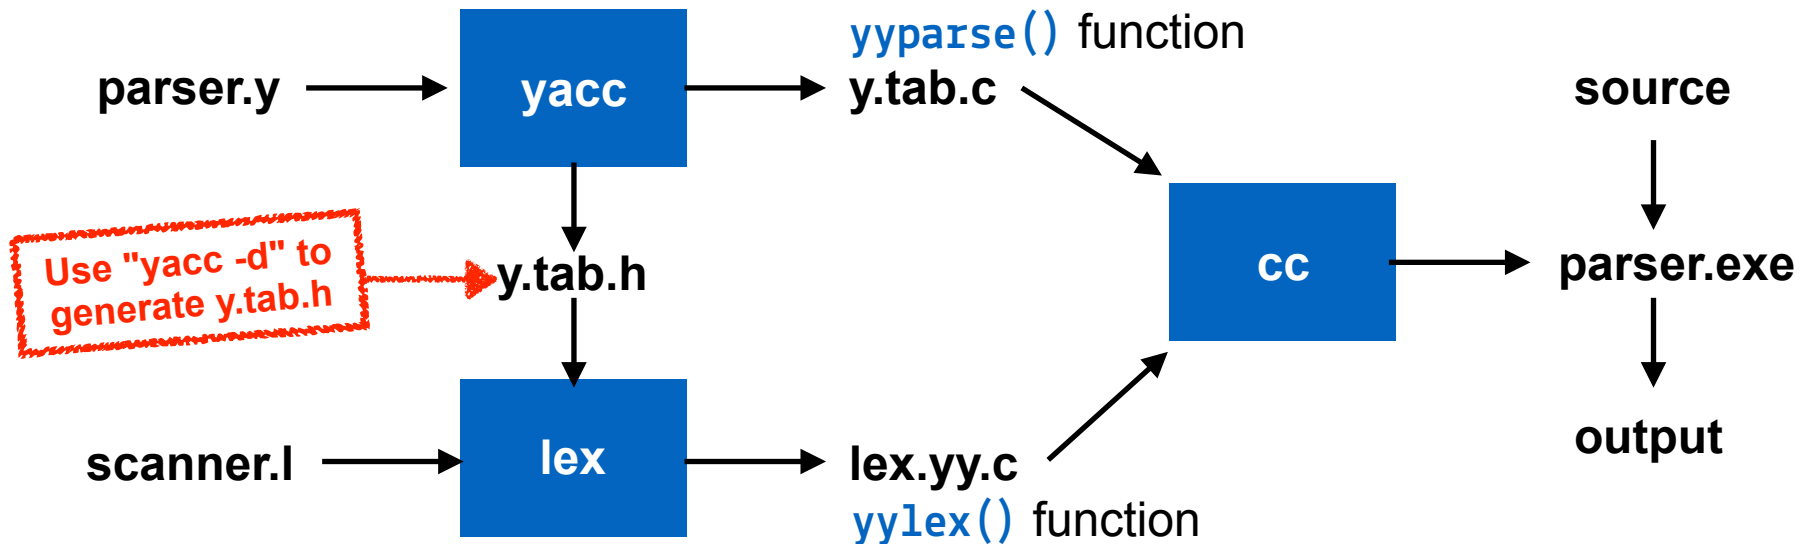 yyparse() function
parser.y
yacc
y.tab.c
source
Use "yacc -d" to
generate y.tab.h
y.tab.h
cc
parser.exe
scanner.l
lex
lex.yy.c
output
yylex() function